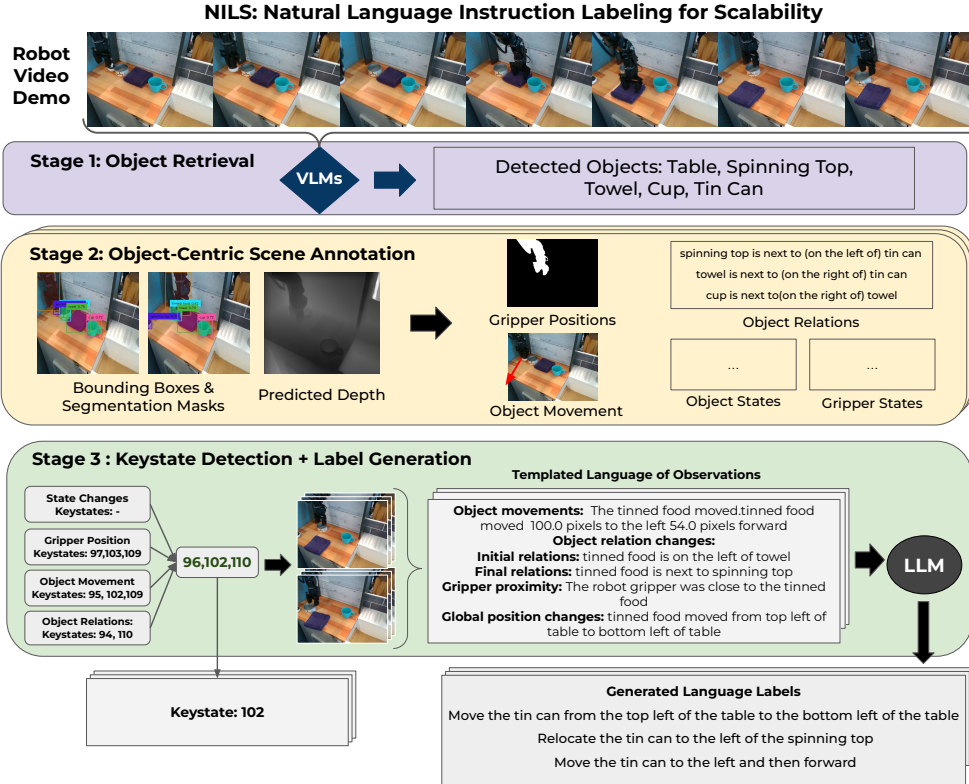 NILS: Natural Language Instruction Labeling for Scalability
Robot
Video
Demo
Stage 1: Object Retrieval
VLMs
Detected Objects: Table, Spinning Top,
Towel, Cup, Tin Can
Stage 2: Object-Centric Scene Annotation
Bounding Boxes &
Segmentation Masks
Predicted Depth
Gripper Positions
Object Movement
spinning top is next to (on the left of) tin can
towel is next to (on the right of) tin can
cup is next to(on the right of) towel
Object Relations
...
Object States
...
Gripper States
Stage 3 : Keystate Detection + Label Generation
State Changes
Keystates: -
Gripper Position
Keystates: 97,103,109
Object Movement
Keystates: 95, 102,109
Object Relations:
Keystates: 94, 110
96,102,110
Templated Language of Observations
Object movements: The tinned food moved.tinned food
moved 100.0 pixels to the left 54.0 pixels forward
Object relation changes:
Initial relations: tinned food is on the left of towel
Final relations: tinned food is next to spinning top
Gripper proximity: The robot gripper was close to the tinned
food
Global position changes: tinned food moved from top left of
table to bottom left of table
LLM
Keystate: 102
Generated Language Labels
Move the tin can from the top left of the table to the bottom left of the table
Relocate the tin can to the left of the spinning top
Move the tin can to the left and then forward